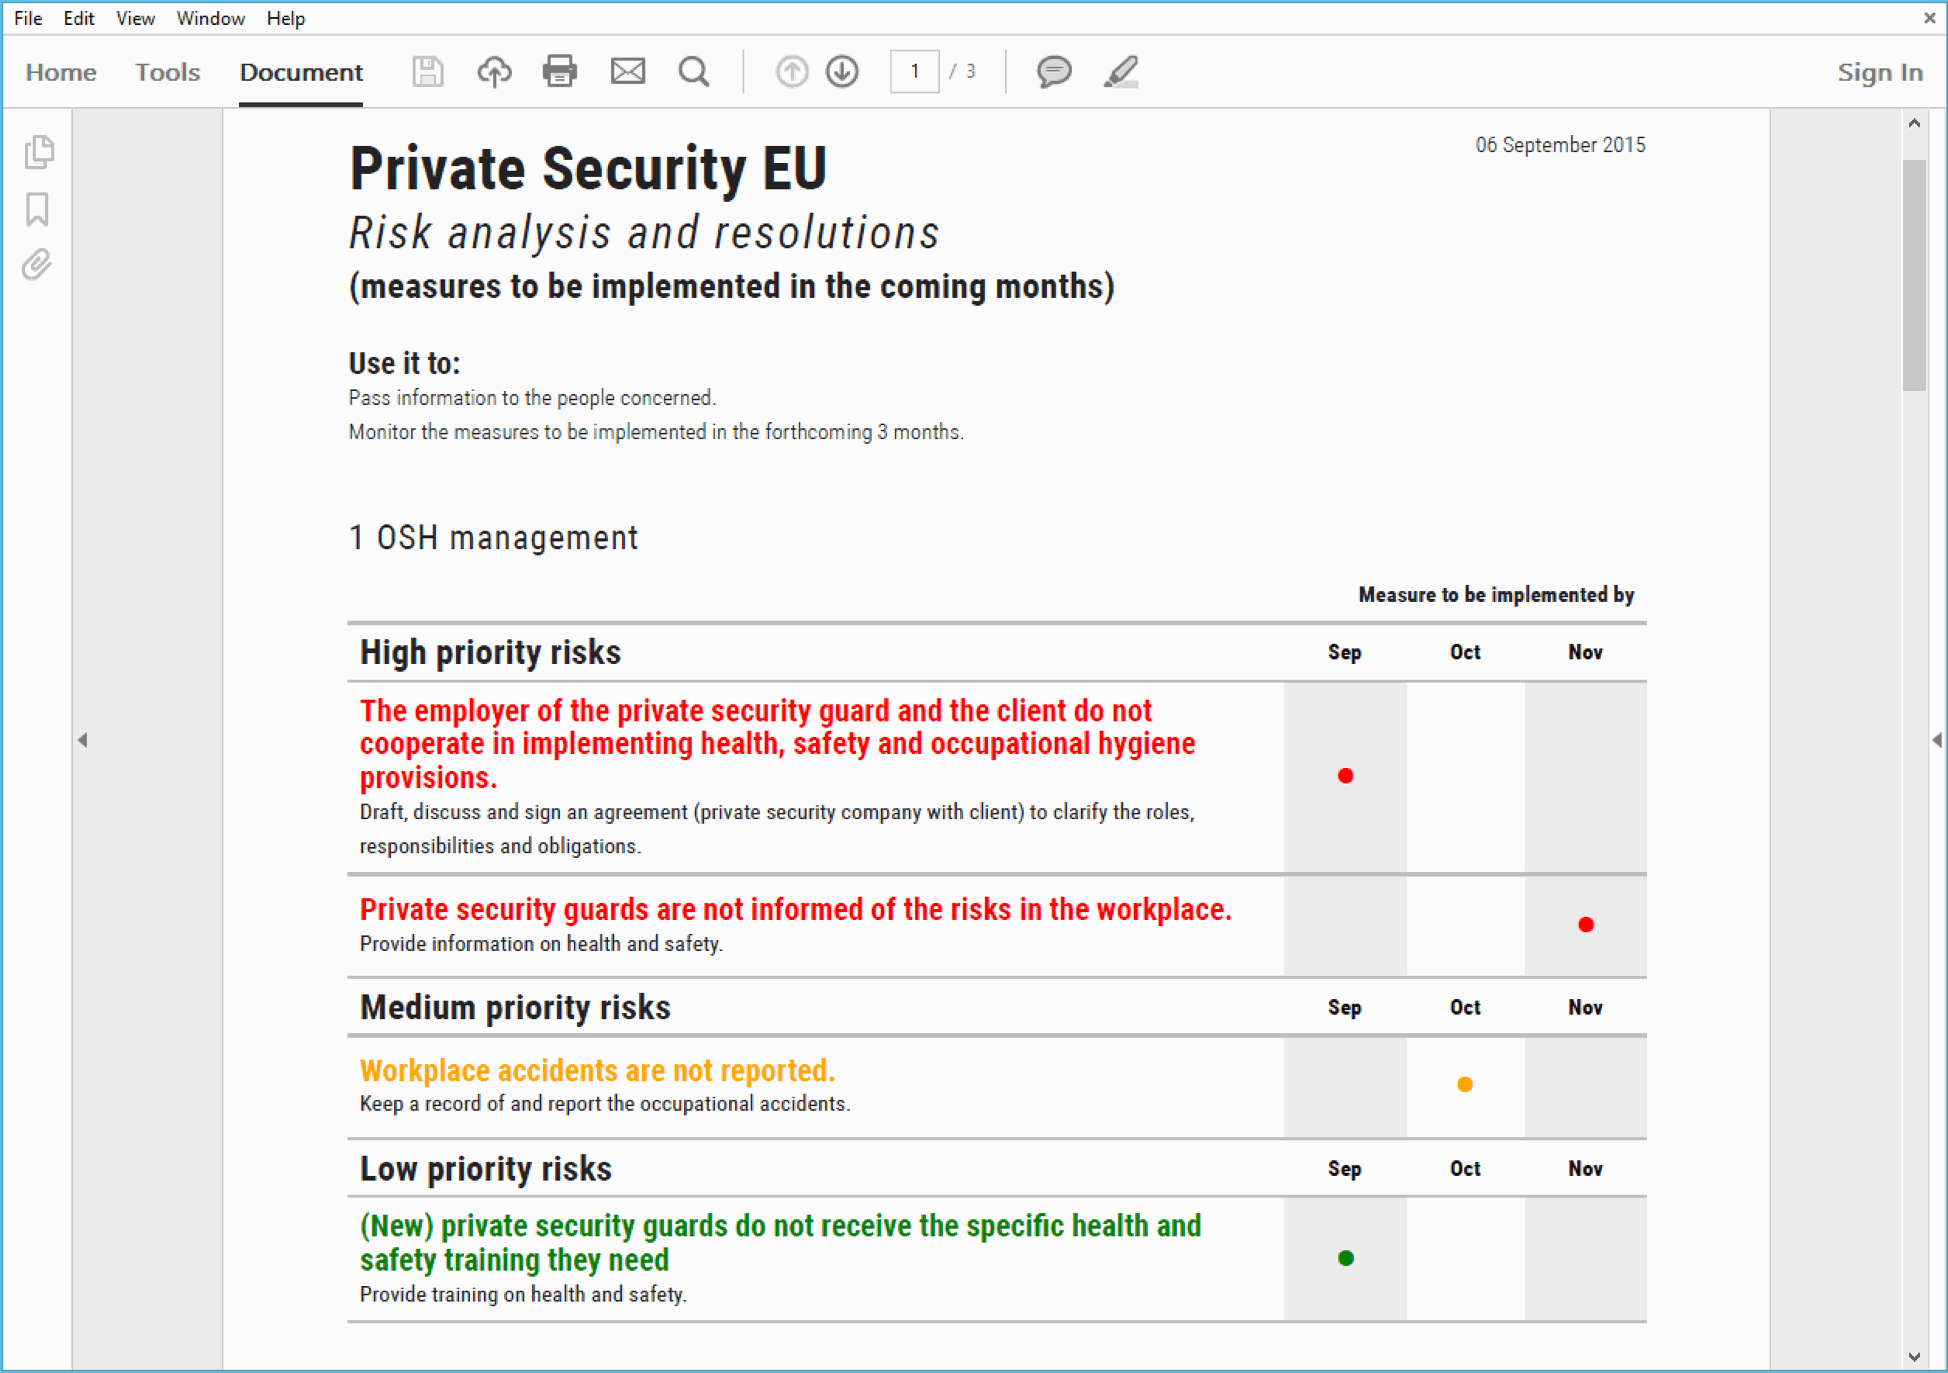 File Edit View Window Help
Home Tools Document 1 / 3 Sign In
06 September 2015
Private Security EU
Risk analysis and resolutions
(measures to be implemented in the coming months)
Use it to:
Pass information to the people concerned.
Monitor the measures to be implemented in the forthcoming 3 months.
1 OSH management
Measure to be implemented by
High priority risks Sep Oct Nov
The employer of the private security guard and the client do not
cooperate in implementing health, safety and occupational hygiene
provisions.
Draft, discuss and sign an agreement (private security company with client) to clarify the roles,
responsibilities and obligations.
Private security guards are not informed of the risks in the workplace.
Provide information on health and safety.
Medium priority risks Sep Oct Nov
Workplace accidents are not reported.
Keep a record of and report the occupational accidents.
Low priority risks Sep Oct Nov
(New) private security guards do not receive the specific health and
safety training they need
Provide training on health and safety.